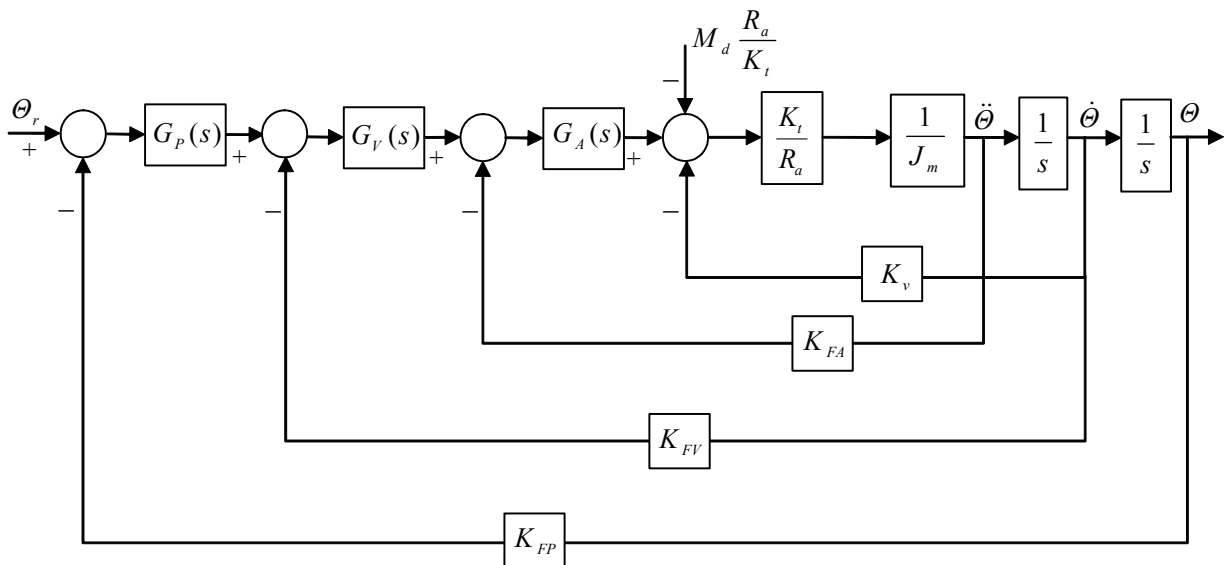 M_d R_a/K_t
−
Θ_r
+
−
G_P(s)
+
−
G_V(s)
+
−
G_A(s)
+
−
K_t/R_a
1/J_m
Θ̈
1/s
Θ̇
1/s
Θ
K_v
K_FA
K_FV
K_FP